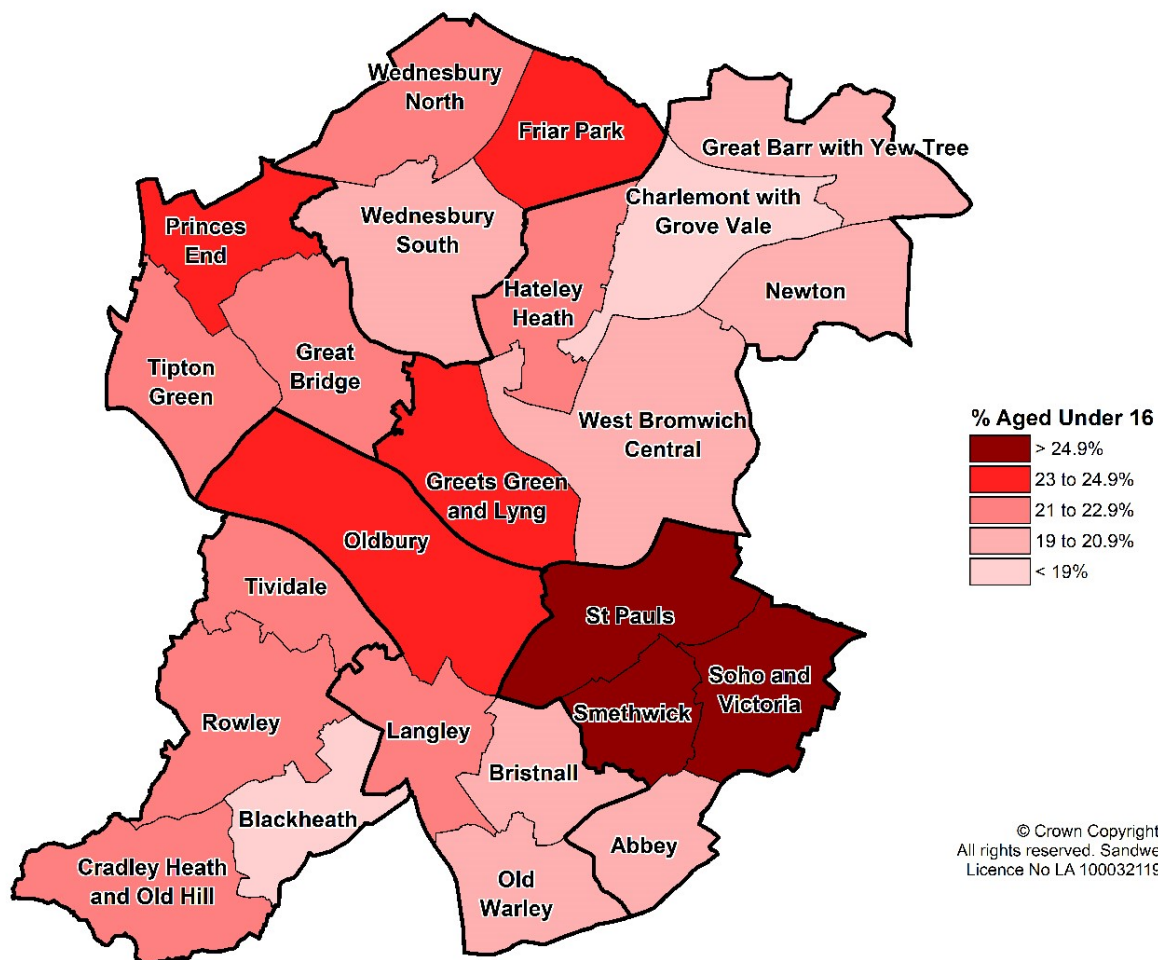 Wednesbury
North
Friar Park
Great Barr with Yew Tree
Charlemont with
Grove Vale
Princes
End
Wednesbury
South
Hateley
Heath
Newton
Tipton
Green
Great
Bridge
West Bromwich
Central
Greets Green
and Lyng
Oldbury
Tividale
St Pauls
Soho and
Victoria
Smethwick
Rowley
Langley
Bristnall
Blackheath
Abbey
Cradley Heath
and Old Hill
Old
Warley
% Aged Under 16
> 24.9%
23 to 24.9%
21 to 22.9%
19 to 20.9%
< 19%
© Crown Copyright
All rights reserved. Sandwe
Licence No LA 100032119